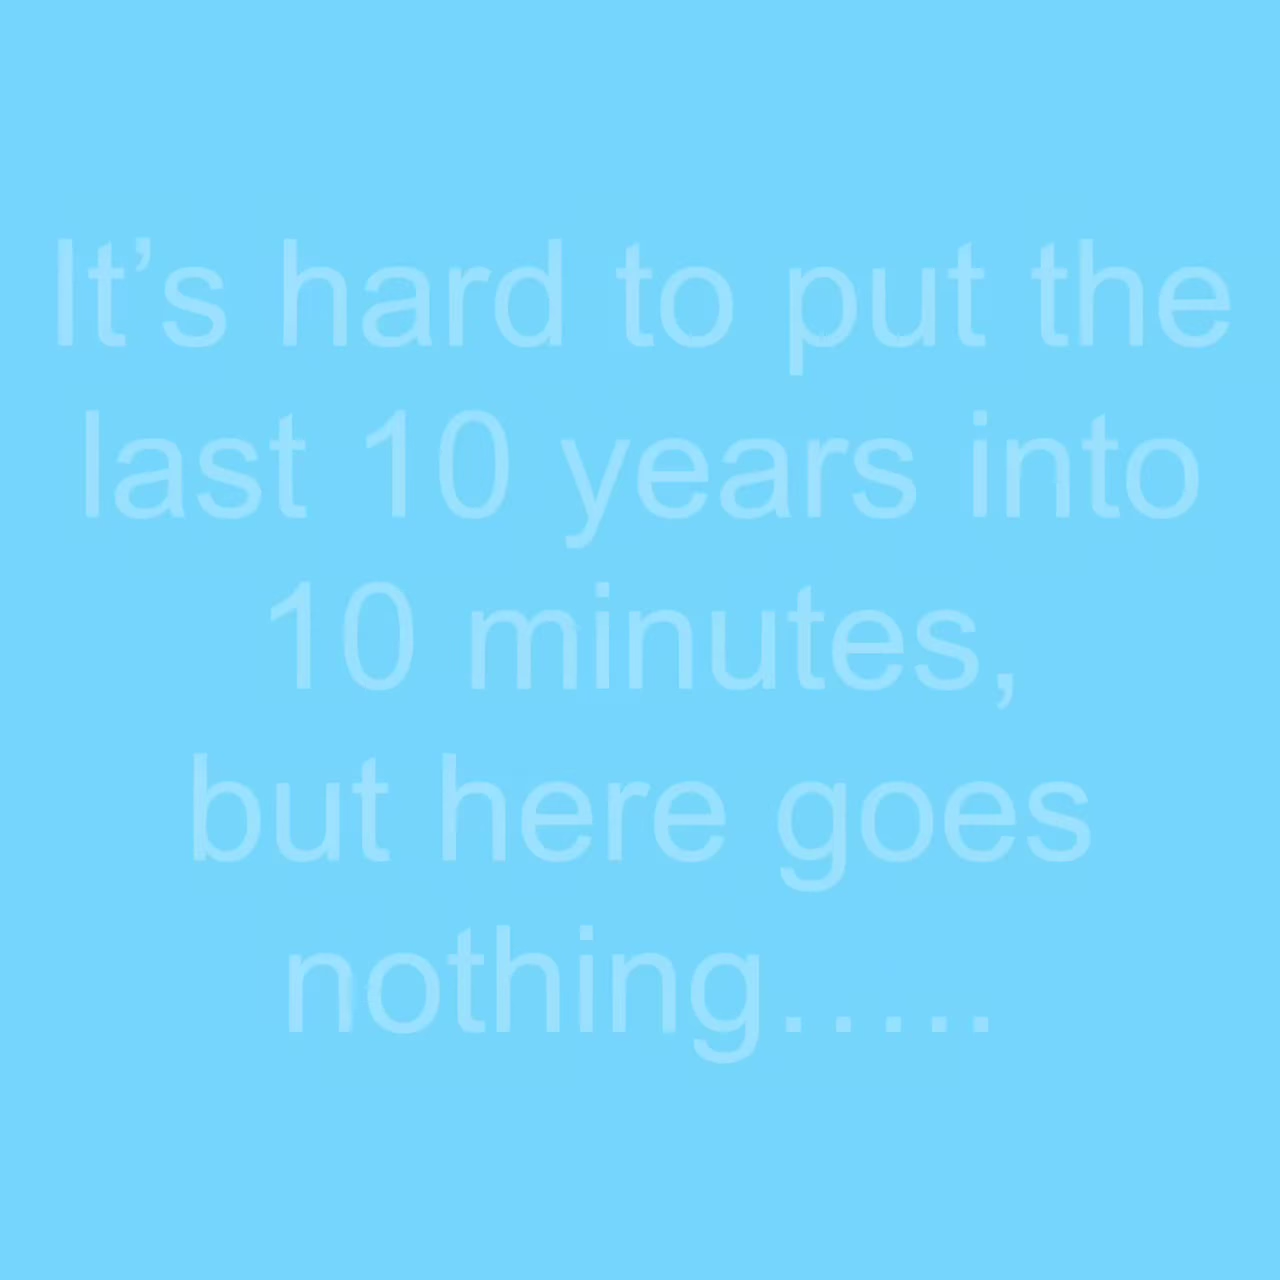 It’s hard to put the
last 10 years into
10 minutes,
but here goes
nothing…..